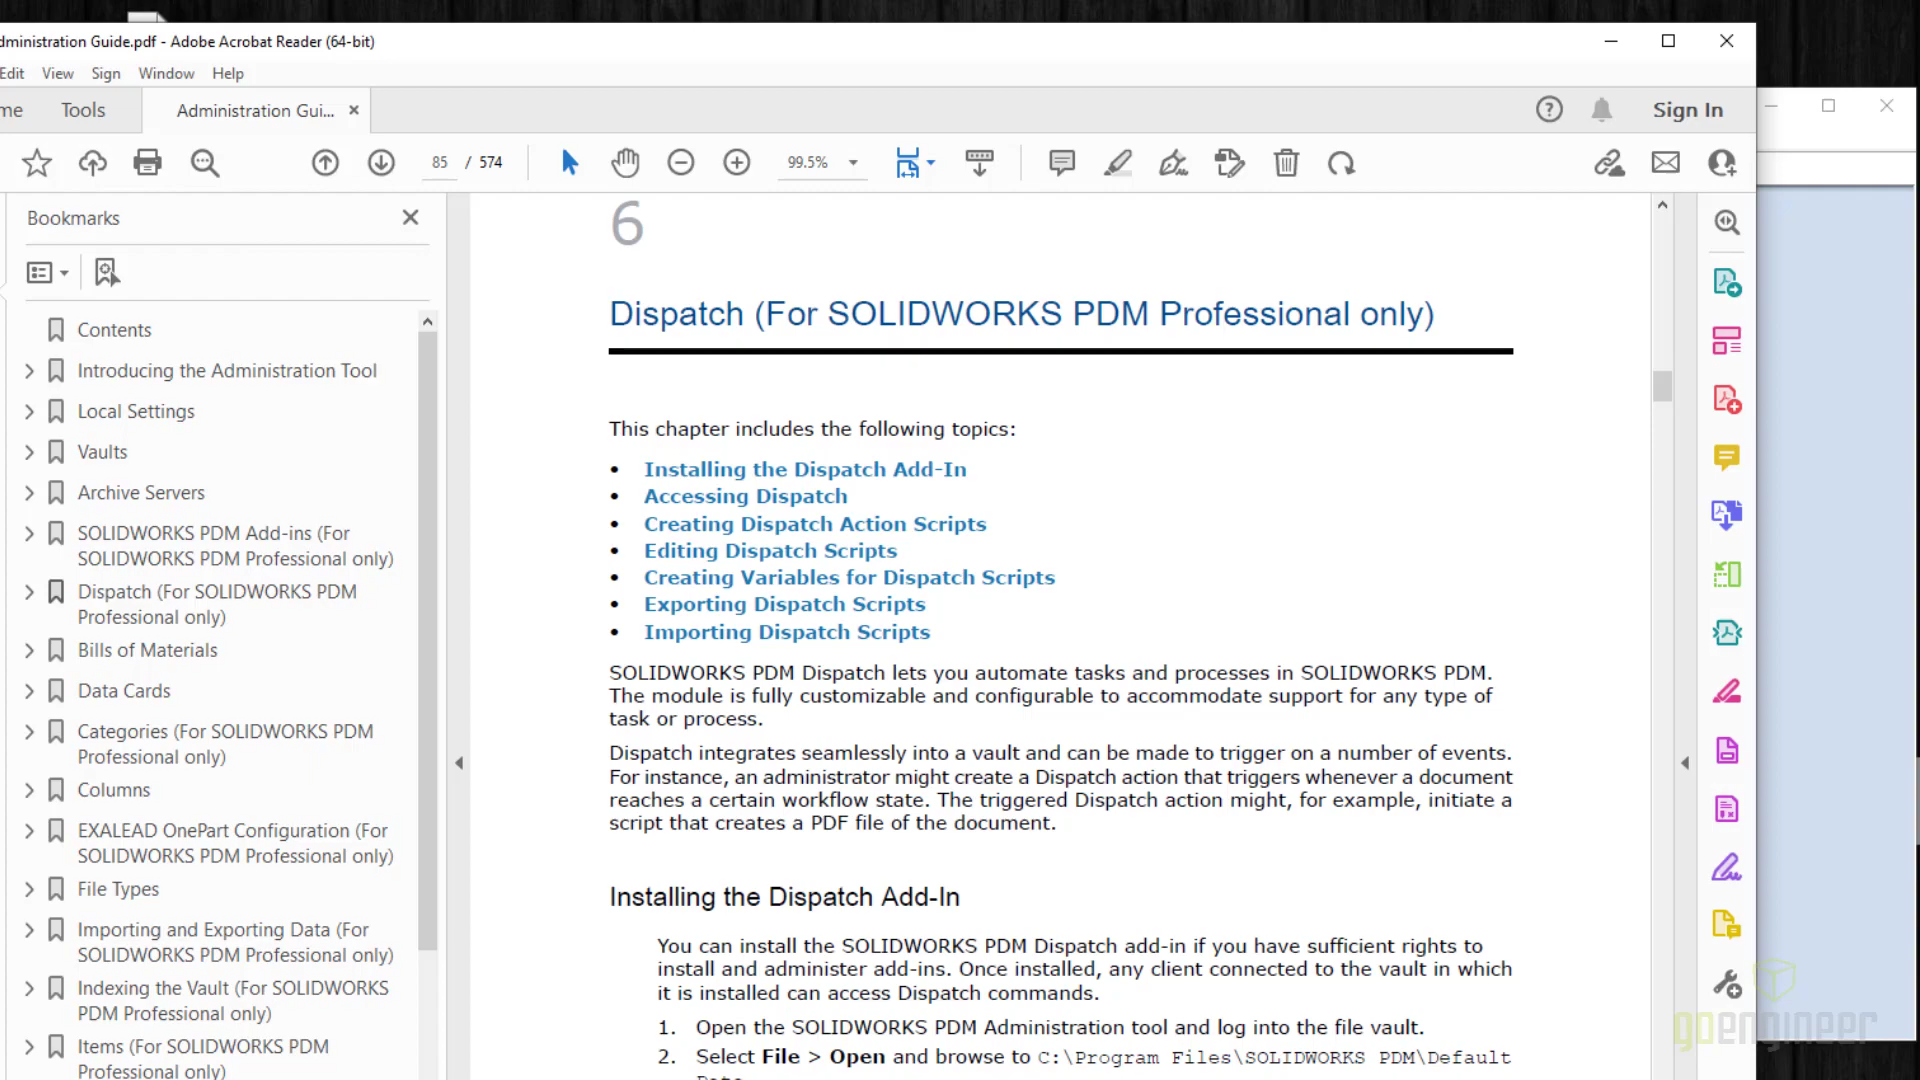 dministration Guide.pdf - Adobe Acrobat Reader (64-bit)
Edit View Sign Window Help
me Tools Administration Gui... Sign In
85 / 574 99.5%
Bookmarks
Contents
Introducing the Administration Tool
Local Settings
Vaults
Archive Servers
SOLIDWORKS PDM Add-ins (For
SOLIDWORKS PDM Professional only)
Dispatch (For SOLIDWORKS PDM
Professional only)
Bills of Materials
Data Cards
Categories (For SOLIDWORKS PDM
Professional only)
Columns
EXALEAD OnePart Configuration (For
SOLIDWORKS PDM Professional only)
File Types
Importing and Exporting Data (For
SOLIDWORKS PDM Professional only)
Indexing the Vault (For SOLIDWORKS
PDM Professional only)
Items (For SOLIDWORKS PDM
Professional only)
6
Dispatch (For SOLIDWORKS PDM Professional only)
This chapter includes the following topics:
• Installing the Dispatch Add-In
• Accessing Dispatch
• Creating Dispatch Action Scripts
• Editing Dispatch Scripts
• Creating Variables for Dispatch Scripts
• Exporting Dispatch Scripts
• Importing Dispatch Scripts
SOLIDWORKS PDM Dispatch lets you automate tasks and processes in SOLIDWORKS PDM.
The module is fully customizable and configurable to accommodate support for any type of
task or process.
Dispatch integrates seamlessly into a vault and can be made to trigger on a number of events.
For instance, an administrator might create a Dispatch action that triggers whenever a document
reaches a certain workflow state. The triggered Dispatch action might, for example, initiate a
script that creates a PDF file of the document.
Installing the Dispatch Add-In
You can install the SOLIDWORKS PDM Dispatch add-in if you have sufficient rights to
install and administer add-ins. Once installed, any client connected to the vault in which
it is installed can access Dispatch commands.
1. Open the SOLIDWORKS PDM Administration tool and log into the file vault.
2. Select File > Open and browse to C:\Program Files\SOLIDWORKS PDM\Default
goengineer